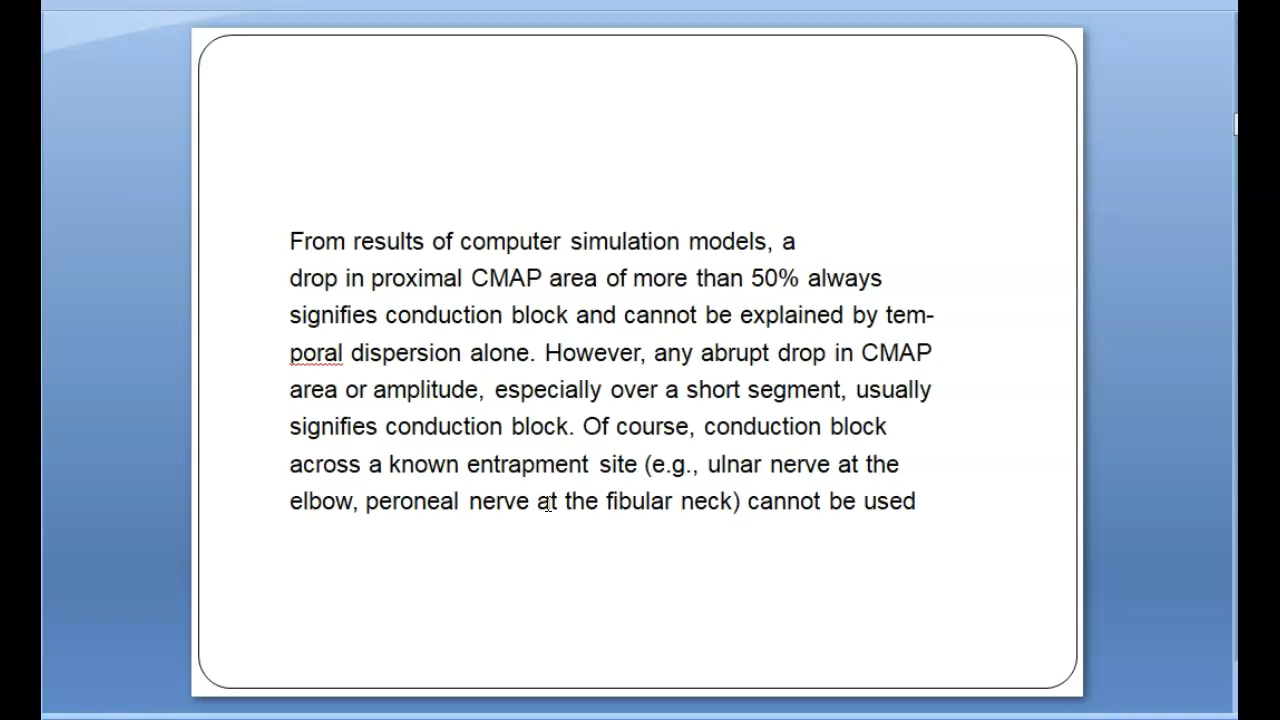 From results of computer simulation models, a
drop in proximal CMAP area of more than 50% always
signifies conduction block and cannot be explained by tem-
poral dispersion alone. However, any abrupt drop in CMAP
area or amplitude, especially over a short segment, usually
signifies conduction block. Of course, conduction block
across a known entrapment site (e.g., ulnar nerve at the
elbow, peroneal nerve at the fibular neck) cannot be used